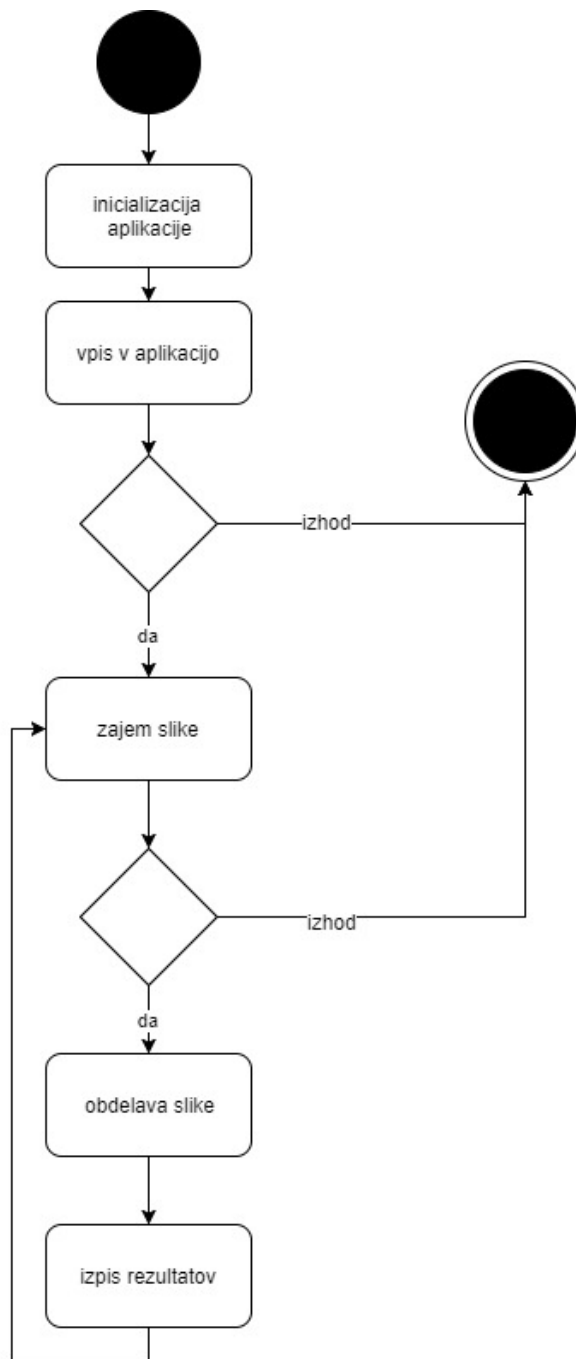 inicializacija
aplikacije
vpis v aplikacijo
izhod
da
zajem slike
izhod
da
obdelava slike
izpis rezultatov